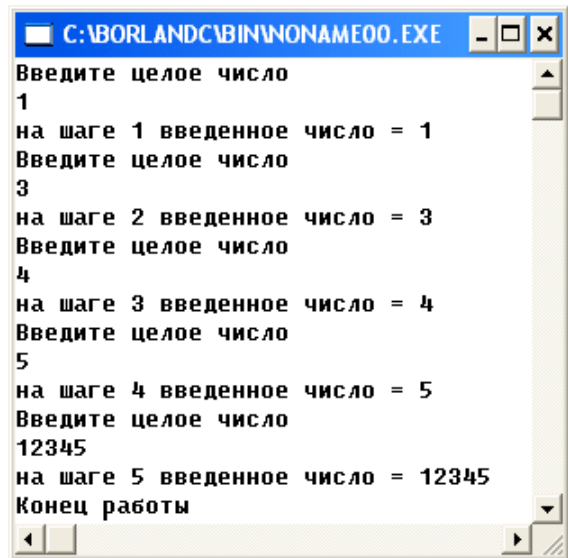 C:\BORLANDC\BIN\NONAME00.EXE
Введите целое число
1
на шаге 1 введенное число = 1
Введите целое число
3
на шаге 2 введенное число = 3
Введите целое число
4
на шаге 3 введенное число = 4
Введите целое число
5
на шаге 4 введенное число = 5
Введите целое число
12345
на шаге 5 введенное число = 12345
Конец работы